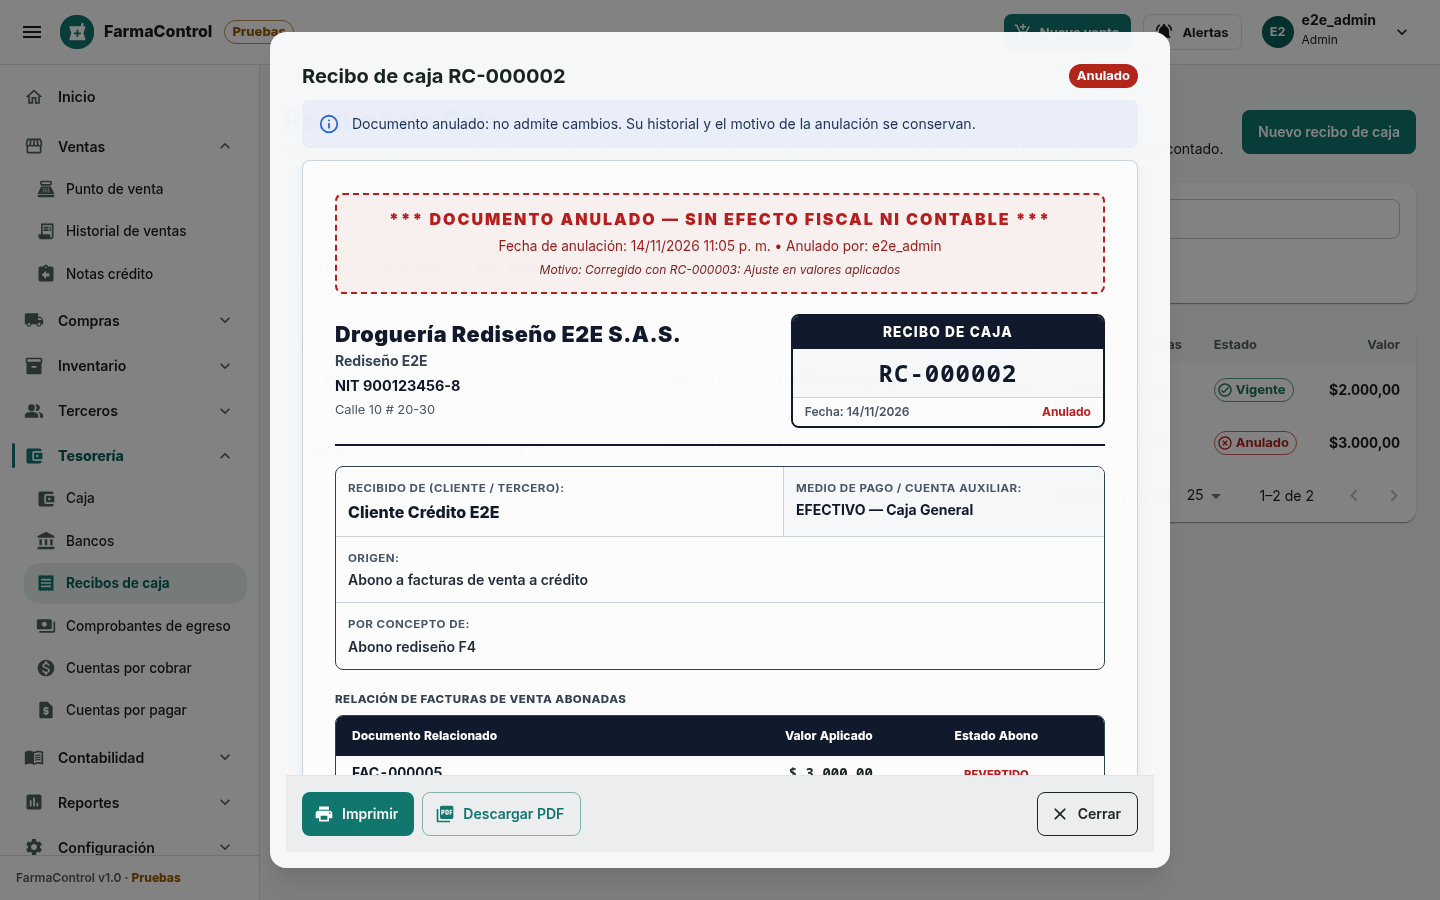 FarmaControl
Pruebas
Nueva venta
Alertas
E2
e2e_admin
Admin
Inicio
Ventas
Punto de venta
Historial de ventas
Notas crédito
Compras
Inventario
Terceros
Tesorería
Caja
Bancos
Recibos de caja
Comprobantes de egreso
Cuentas por cobrar
Cuentas por pagar
Contabilidad
Reportes
Configuración
FarmaControl v1.0 · Pruebas
Recibo de caja RC-000002
Anulado
Documento anulado: no admite cambios. Su historial y el motivo de la anulación se conservan.
*** DOCUMENTO ANULADO — SIN EFECTO FISCAL NI CONTABLE ***
Fecha de anulación: 14/11/2026 11:05 p. m. • Anulado por: e2e_admin
Motivo: Corregido con RC-000003: Ajuste en valores aplicados
Droguería Rediseño E2E S.A.S.
Rediseño E2E
NIT 900123456-8
Calle 10 # 20-30
RECIBO DE CAJA
RC-000002
Fecha: 14/11/2026
Anulado
RECIBIDO DE (CLIENTE / TERCERO):
Cliente Crédito E2E
MEDIO DE PAGO / CUENTA AUXILIAR:
EFECTIVO — Caja General
ORIGEN:
Abono a facturas de venta a crédito
POR CONCEPTO DE:
Abono rediseño F4
RELACIÓN DE FACTURAS DE VENTA ABONADAS
Documento Relacionado Valor Aplicado Estado Abono
FAC-000005 $ 3.000,00 REVERTIDO
Imprimir
Descargar PDF
Cerrar
Nuevo recibo de caja
contado.
Estado Valor
Vigente $2.000,00
Anulado $3.000,00
25 1–2 de 2